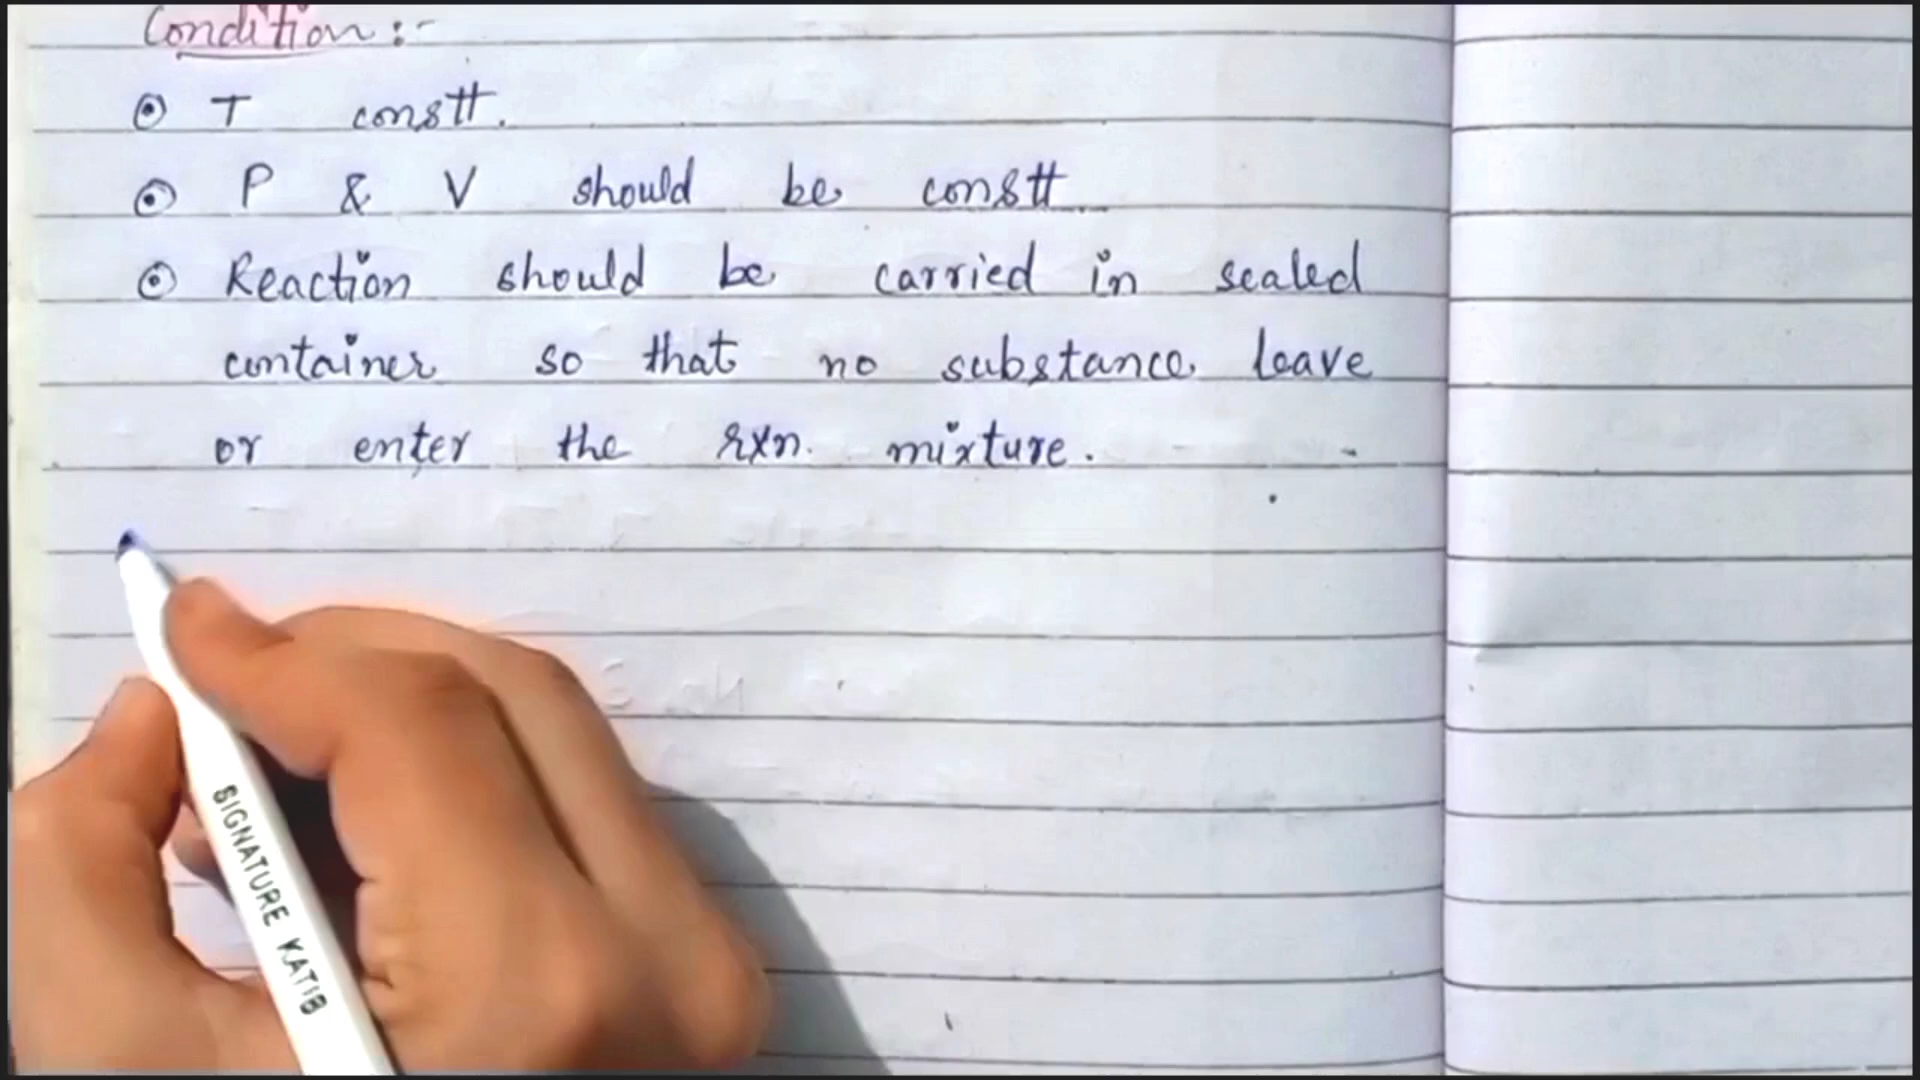 Condition:-
T constt.
P & V should be constt
Reaction should be carried in sealed
container so that no substance leave
or enter the rxn. mixture.
SIGNATURE KATIB